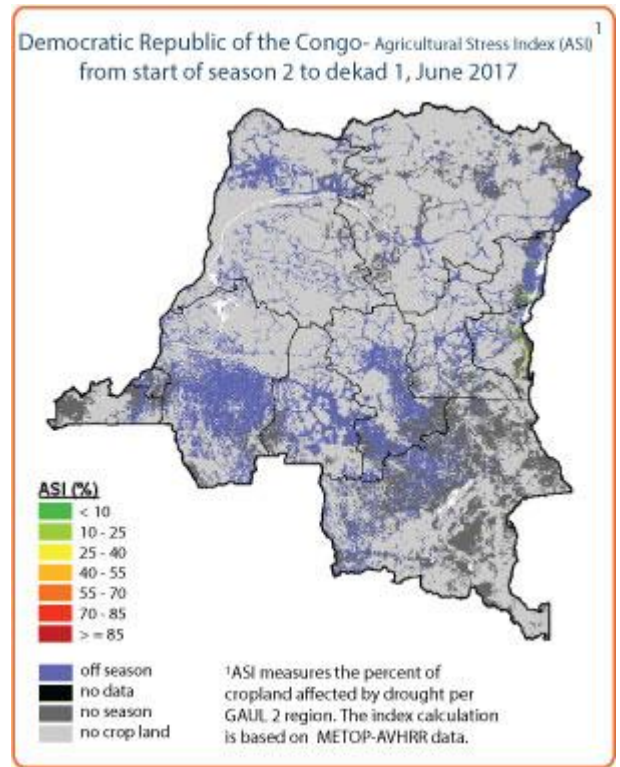 Democratic Republic of the Congo- Agricultural Stress Index (ASI)1
from start of season 2 to dekad 1, June 2017
ASI (%)
< 10
10 - 25
25 - 40
40 - 55
55 - 70
70 - 85
> = 85
off season
no data
no season
no crop land
1ASI measures the percent of
cropland affected by drought per
GAUL 2 region. The index calculation
is based on METOP-AVHRR data.